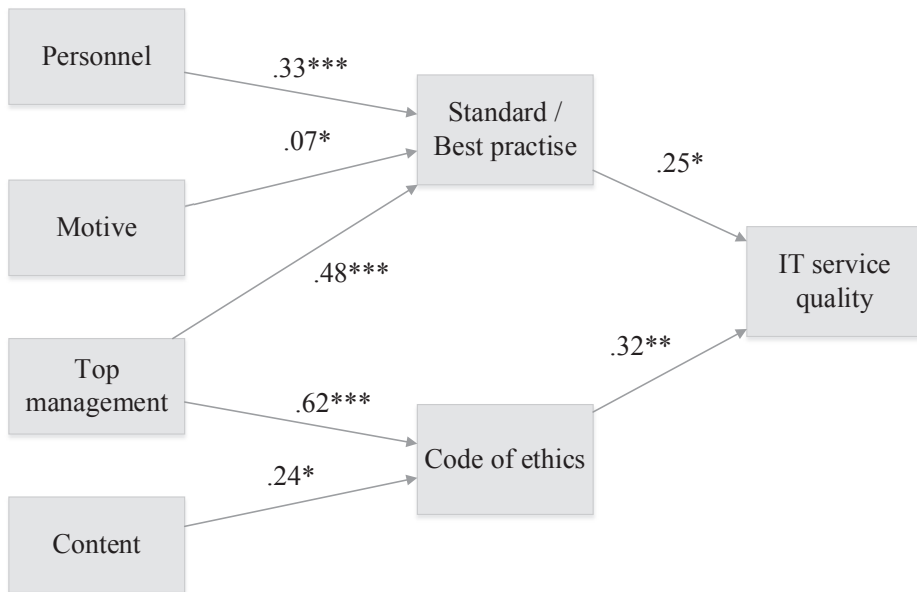 Personnel
.33***
Standard /
Best practise
.07*
.25*
Motive
IT service
quality
.48***
.32**
Top
management
.62***
Code of ethics
.24*
Content